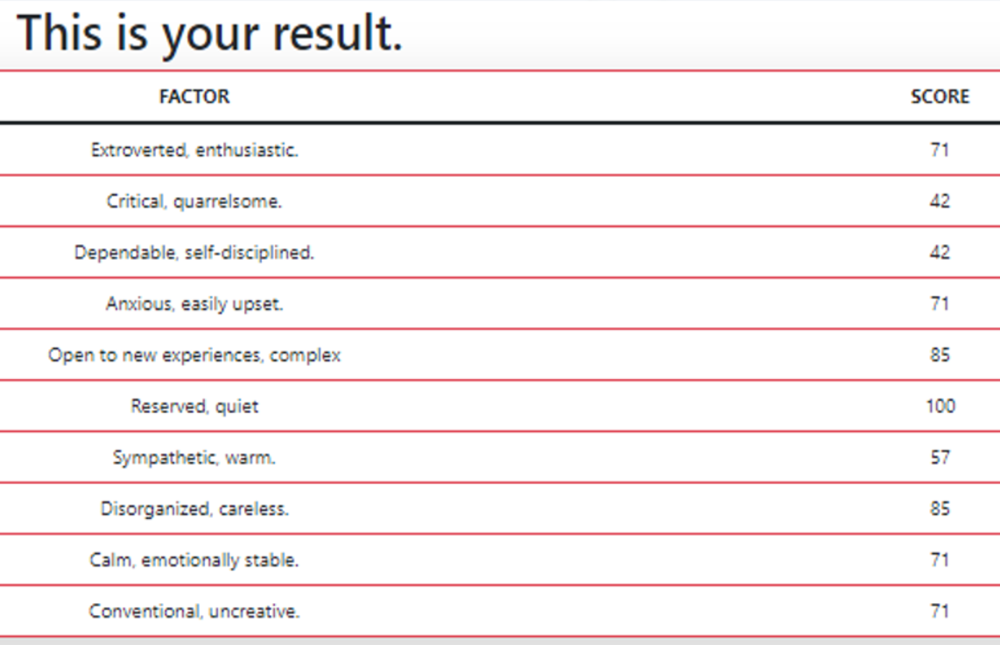 This is your result.
FACTOR SCORE
Extroverted, enthusiastic. 71
Critical, quarrelsome. 42
Dependable, self-disciplined. 42
Anxious, easily upset. 71
Open to new experiences, complex 85
Reserved, quiet 100
Sympathetic, warm. 57
Disorganized, careless. 85
Calm, emotionally stable. 71
Conventional, uncreative. 71